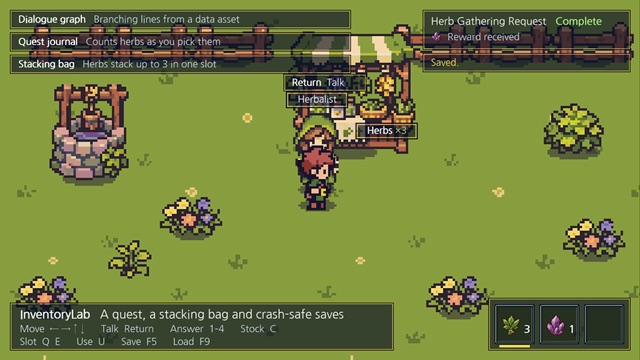 Dialogue graph Branching lines from a data asset
Quest journal Counts herbs as you pick them
Stacking bag Herbs stack up to 3 in one slot
Herb Gathering Request Complete
Reward received
Saved.
Return Talk
Herbalist
Herbs ×3
InventoryLab A quest, a stacking bag and crash-safe saves
Move ←→↑↓ Talk Return Answer 1-4 Stock C
Slot Q E Use U Save F5 Load F9
3
1